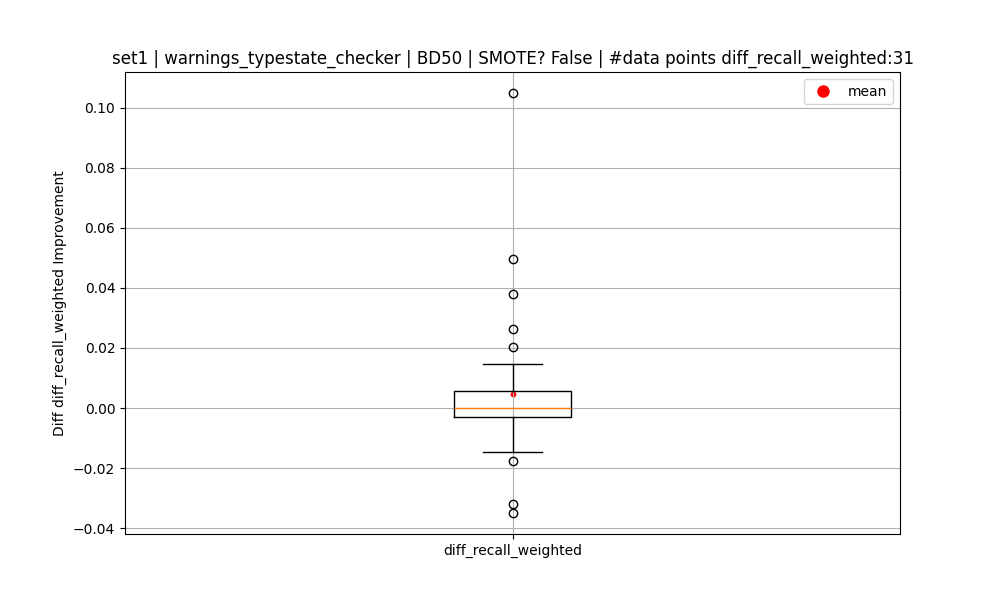 set1 | warnings_typestate_checker | BD50 | SMOTE? False | #data points diff_recall_weighted:31
mean
0.10
0.08
0.06
0.04
0.02
0.00
−0.02
−0.04
Diff diff_recall_weighted Improvement
diff_recall_weighted